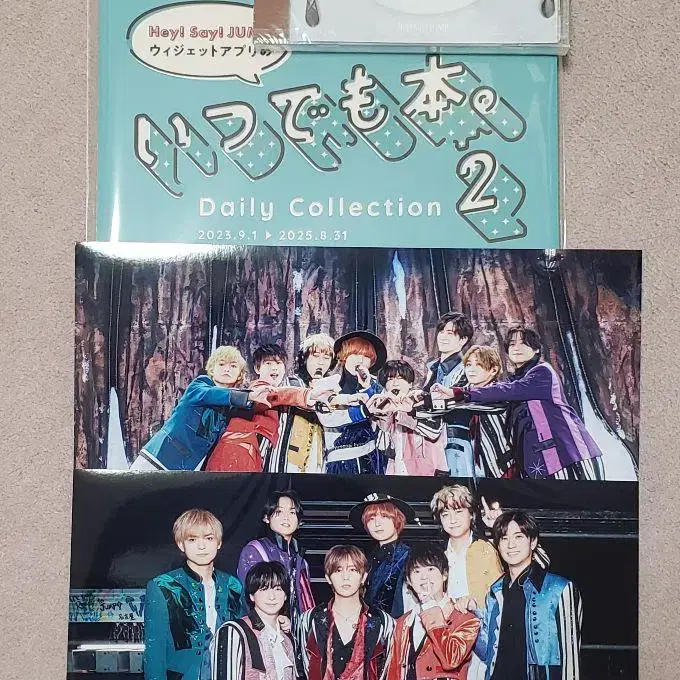 Hey! Say! JUM
ウィジェットアプリの
いつでも本。
2
Daily Collection
2023.9.1 ▶ 2025.8.31